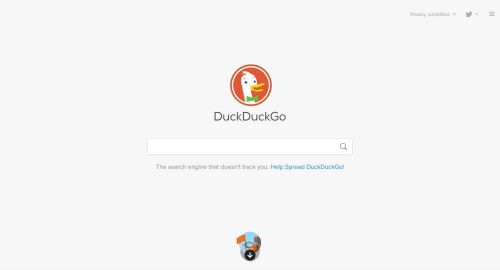 Privacy, simplified.
DuckDuckGo
The search engine that doesn't track you. Help Spread DuckDuckGo!